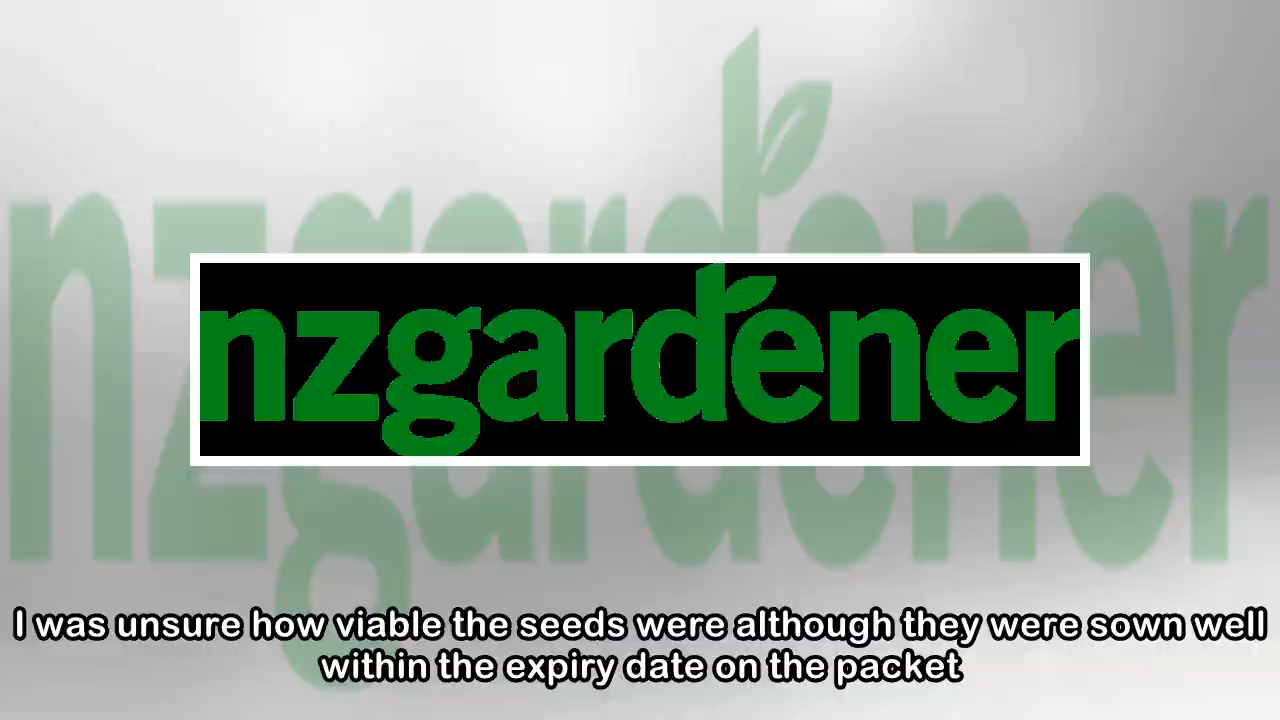 nzgardener
nzgardener
I was unsure how viable the seeds were although they were sown well
within the expiry date on the packet